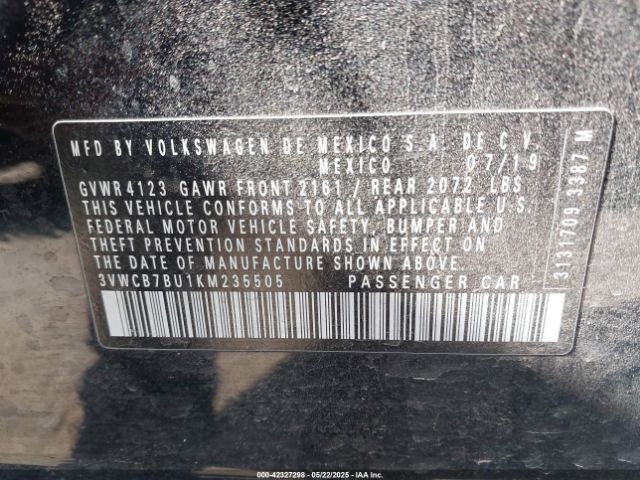 MFD BY VOLKSWAGEN DE MEXICO S.A. DE C.V.
MEXICO 07/19
GVWR 4123 GAWR FRONT 2161 / REAR 2072 LBS
THIS VEHICLE CONFORMS TO ALL APPLICABLE U.S.
FEDERAL MOTOR VEHICLE SAFETY, BUMPER AND
THEFT PREVENTION STANDARDS IN EFFECT ON
THE DATE OF MANUFACTURE SHOWN ABOVE.
3VWCB7BU1KM235505 PASSENGER CAR
3131709 3387 M
000-42327298 - 05/22/2025 - IAA Inc.